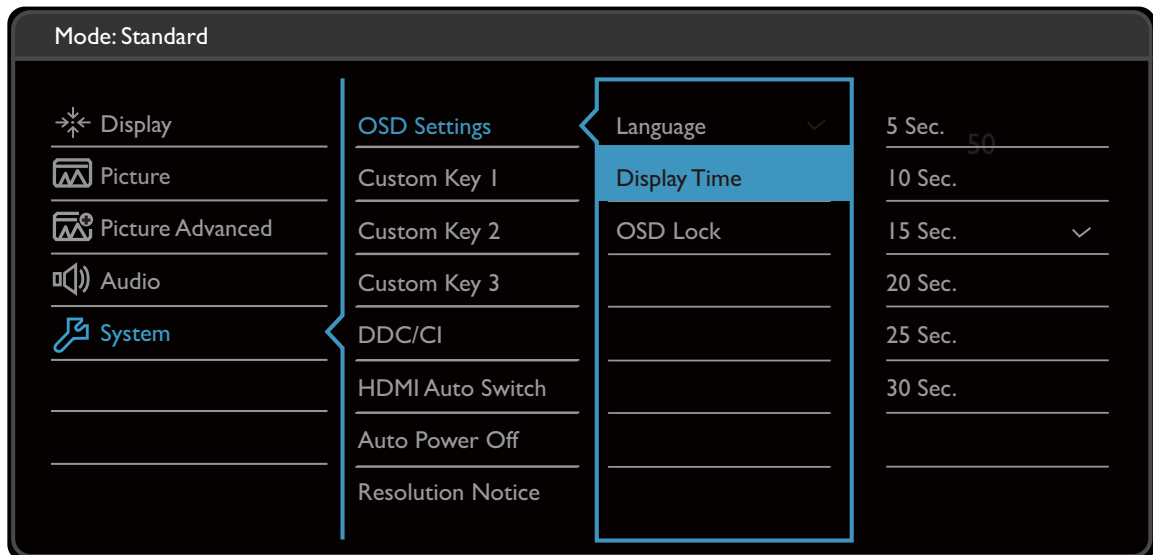 Mode: Standard
Display
Picture
Picture Advanced
Audio
System
OSD Settings
Custom Key 1
Custom Key 2
Custom Key 3
DDC/CI
HDMI Auto Switch
Auto Power Off
Resolution Notice
Language
Display Time
OSD Lock
5 Sec.
50
10 Sec.
15 Sec.
20 Sec.
25 Sec.
30 Sec.